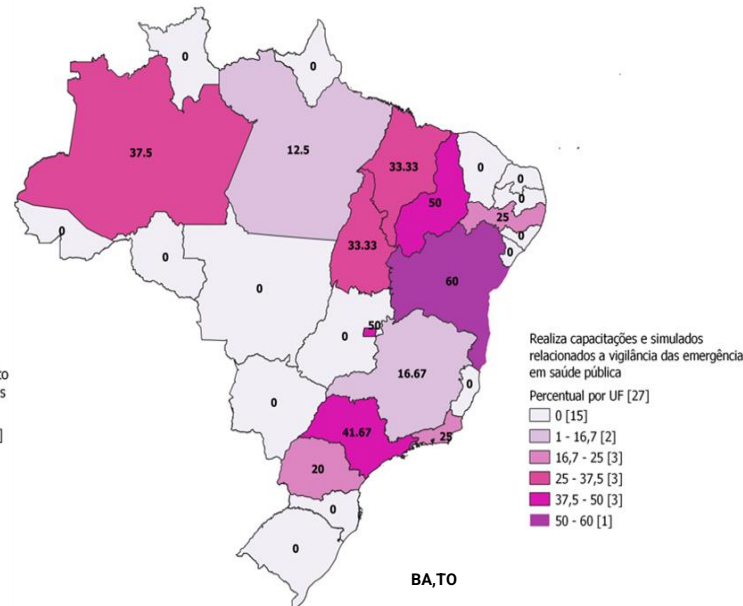 0
0
37.5
12.5
33.33
0
0
0
50
25
0
0
0
0
33.33
60
0
50
0
16.67
0
0
41.67
25
20
0
0
to
s
]
Realiza capacitações e simulados
relacionados a vigilância das emergência
em saúde pública
Percentual por UF [27]
0 [15]
1 - 16,7 [2]
16,7 - 25 [3]
25 - 37,5 [3]
37,5 - 50 [3]
50 - 60 [1]
BA,TO